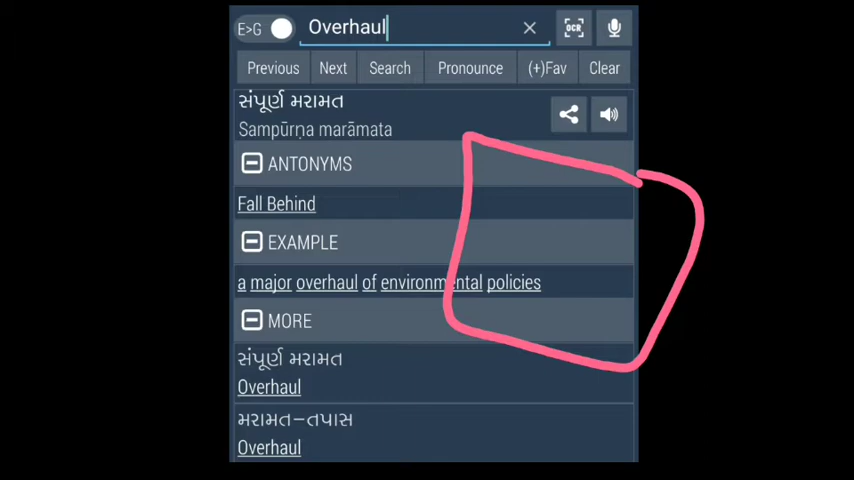 E>G Overhaul OCR
Previous Next Search Pronounce (+)Fav Clear
સંપૂર્ણ મરામત
Sampūrṇa marāmata
ANTONYMS
Fall Behind
EXAMPLE
a major overhaul of environmental policies
MORE
સંપૂર્ણ મરામત
Overhaul
મરામત-તપાસ
Overhaul